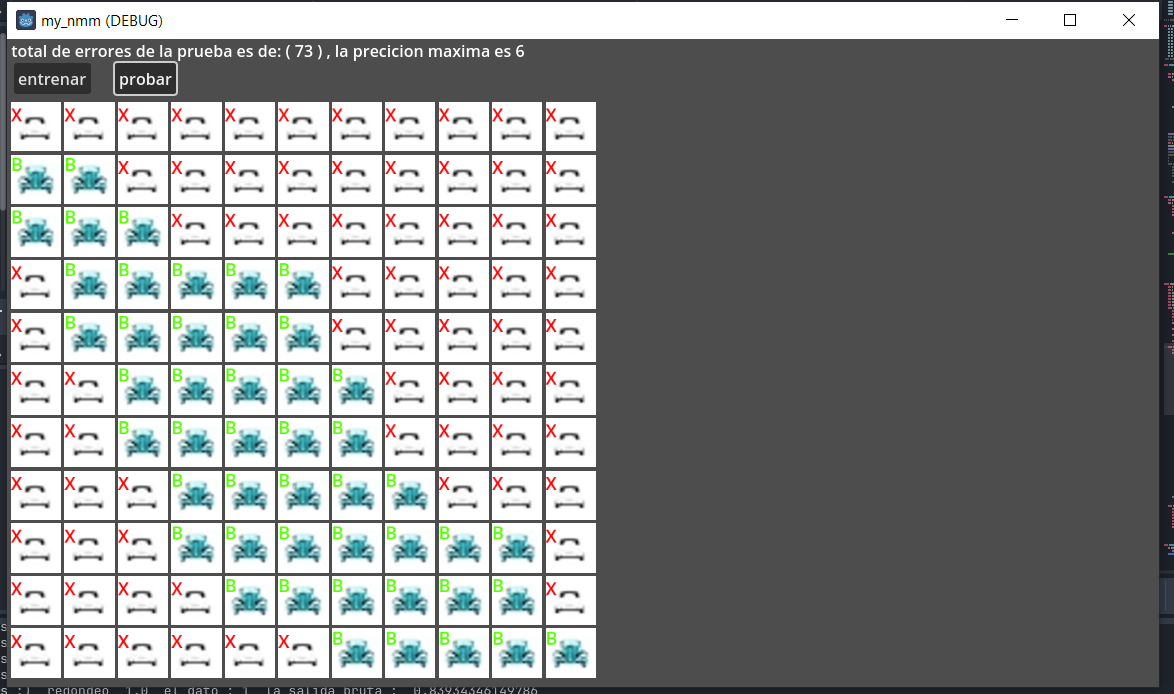 my_nmm (DEBUG)
total de errores de la prueba es de: ( 73 ) , la precicion maxima es 6
entrenar probar
X X X X X X X X X X X
B B X X X X X X X X X
B B B X X X X X X X X
X B B B B B X X X X X
X B B B B B X X X X X
X X B B B B B X X X X
X X B B B B B X X X X
X X X B B B B B X X X
X X X B B B B B B B X
X X X X B B B B B B X
X X X X X X B B B B B
s :) redondeo 1.0 el dato : 1 la salida bruta : 0.83934346149786